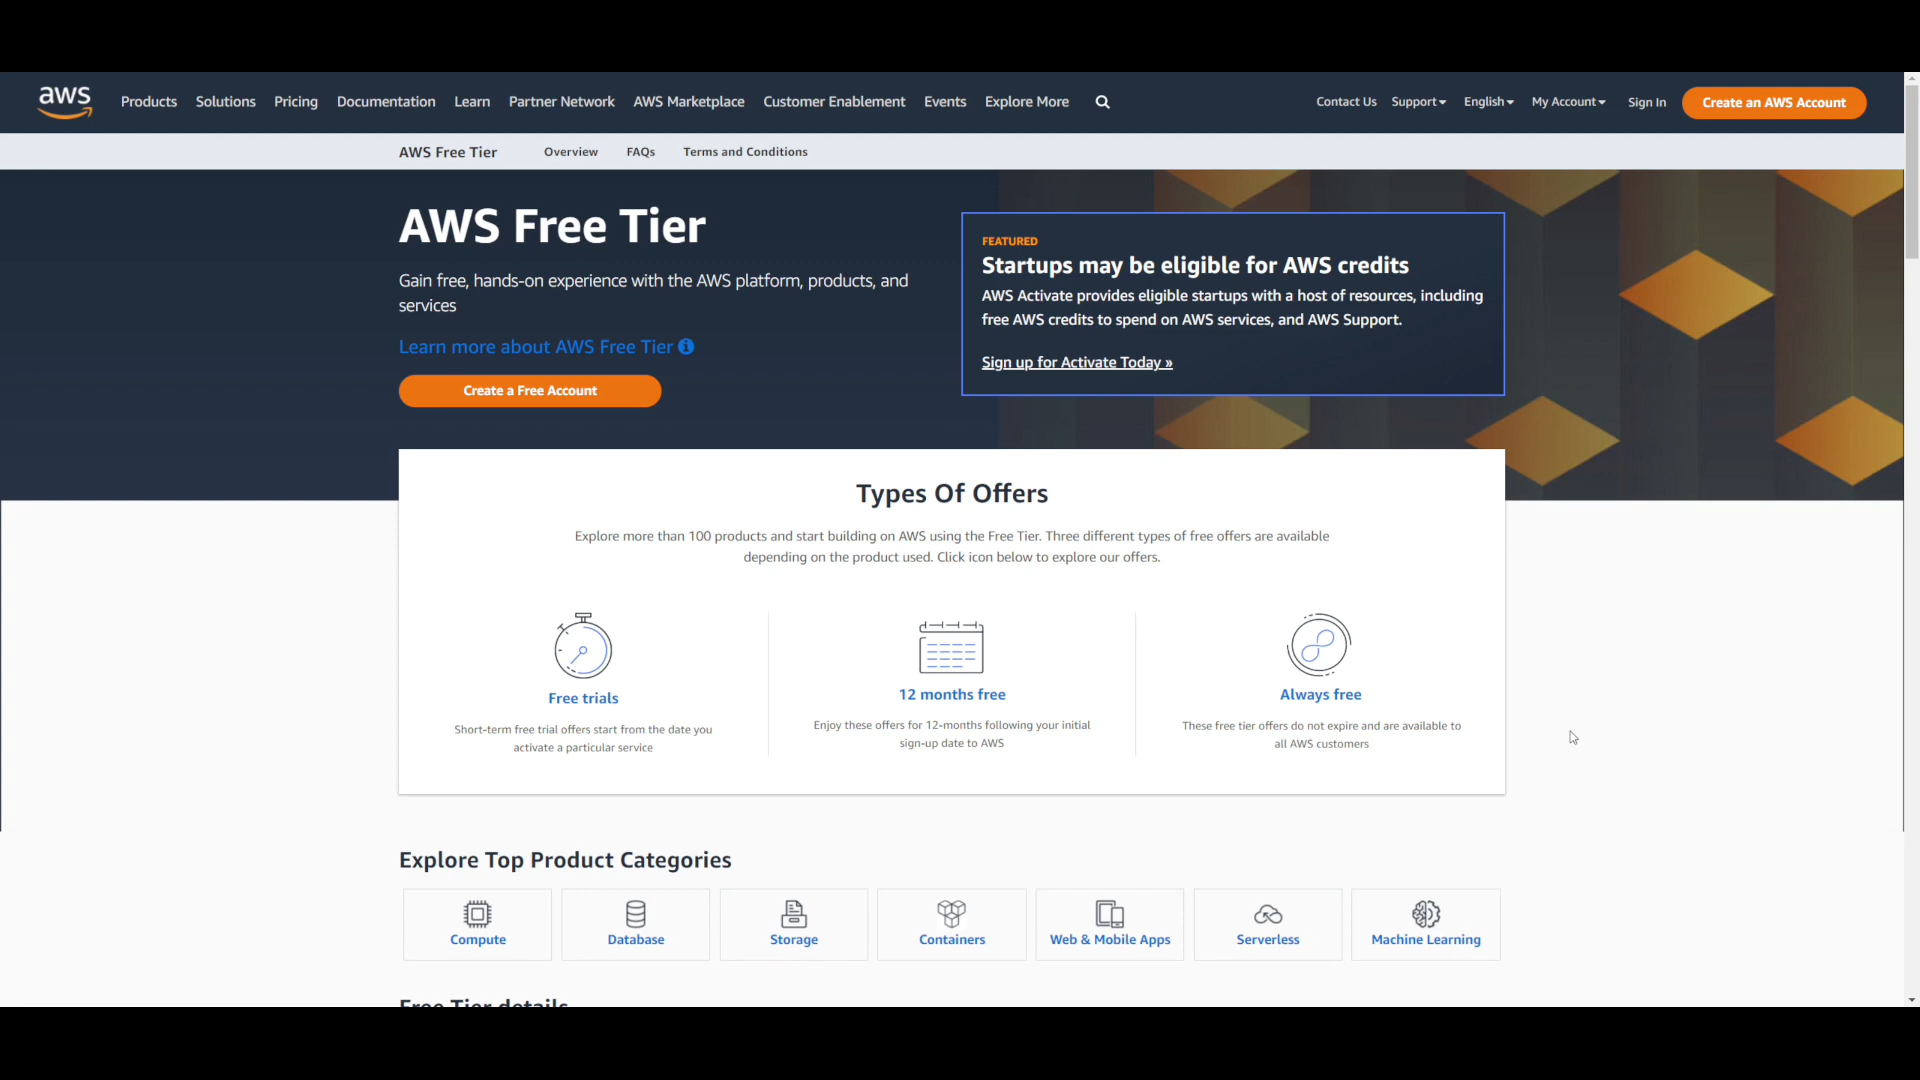 aws
Products Solutions Pricing Documentation Learn Partner Network AWS Marketplace Customer Enablement Events Explore More
Contact Us Support English My Account Sign In Create an AWS Account
AWS Free Tier Overview FAQs Terms and Conditions
AWS Free Tier
Gain free, hands-on experience with the AWS platform, products, and
services
Learn more about AWS Free Tier
Create a Free Account
FEATURED
Startups may be eligible for AWS credits
AWS Activate provides eligible startups with a host of resources, including
free AWS credits to spend on AWS services, and AWS Support.
Sign up for Activate Today »
Types Of Offers
Explore more than 100 products and start building on AWS using the Free Tier. Three different types of free offers are available
depending on the product used. Click icon below to explore our offers.
Free trials
Short-term free trial offers start from the date you
activate a particular service
12 months free
Enjoy these offers for 12-months following your initial
sign-up date to AWS
Always free
These free tier offers do not expire and are available to
all AWS customers
Explore Top Product Categories
Compute Database Storage Containers Web & Mobile Apps Serverless Machine Learning
Free Tier details